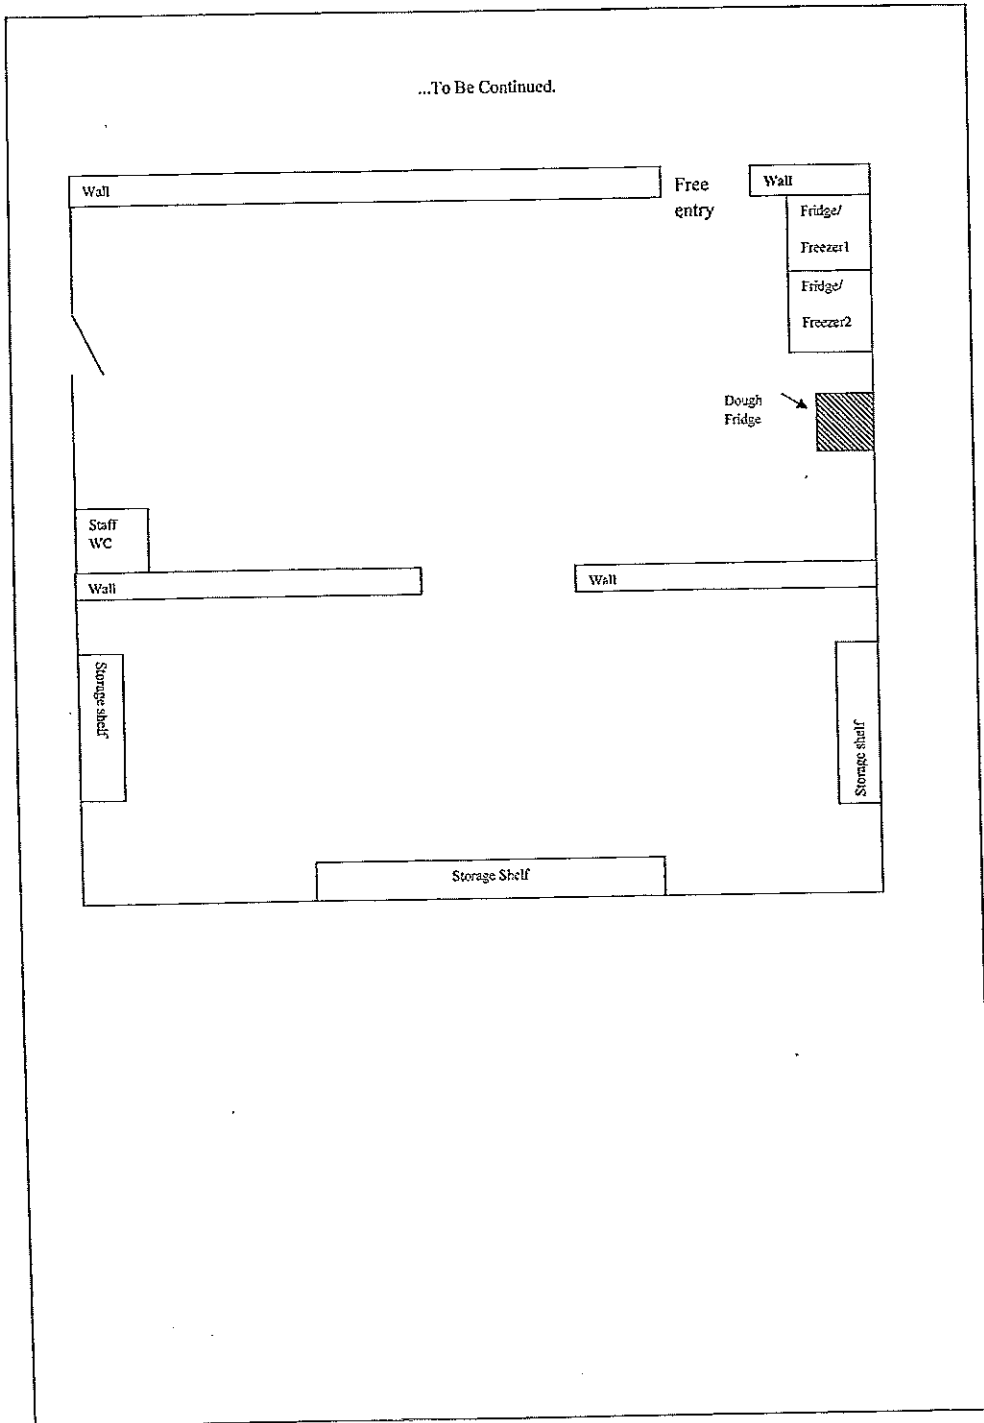 ...To Be Continued.
Wall
Free
entry
Wall
Fridge/
Freezer1
Fridge/
Freezer2
Dough
Fridge
Staff
WC
Wall
Wall
Storage shelf
Storage shelf
Storage Shelf